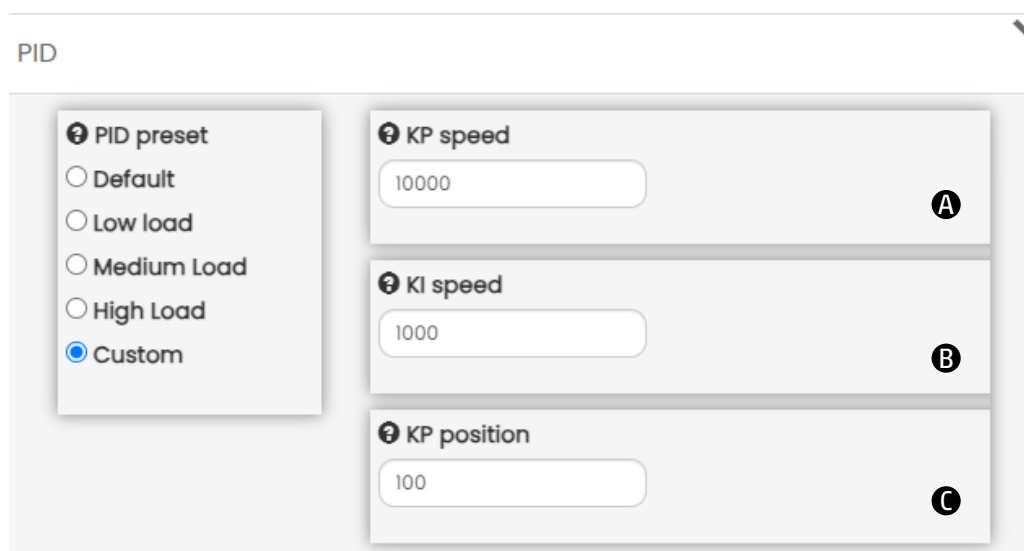 PID
PID preset
Default
Low load
Medium Load
High Load
Custom
KP speed
10000
A
KI speed
1000
B
KP position
100
C